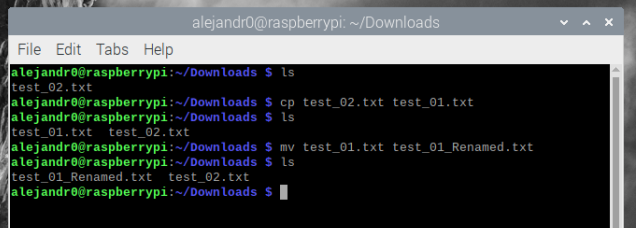 alejandr0@raspberrypi: ~/Downloads
File Edit Tabs Help
alejandr0@raspberrypi:~/Downloads $ ls
test_02.txt
alejandr0@raspberrypi:~/Downloads $ cp test_02.txt test_01.txt
alejandr0@raspberrypi:~/Downloads $ ls
test_01.txt  test_02.txt
alejandr0@raspberrypi:~/Downloads $ mv test_01.txt test_01_Renamed.txt
alejandr0@raspberrypi:~/Downloads $ ls
test_01_Renamed.txt  test_02.txt
alejandr0@raspberrypi:~/Downloads $